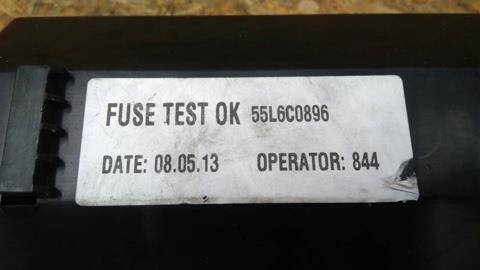 FUSE TEST OK 55L6C0896
DATE: 08.05.13 OPERATOR: 844